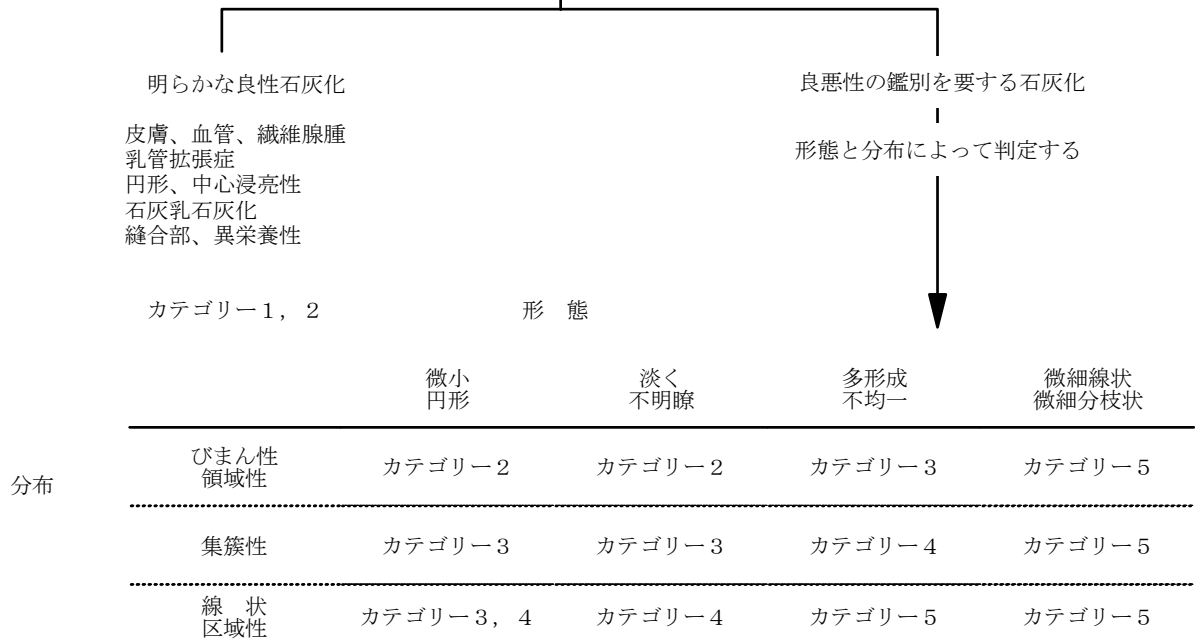 明らかな良性石灰化
皮膚、血管、繊維腺腫
乳管拡張症
円形、中心浸亮性
石灰乳石灰化
縫合部、異栄養性
カテゴリー1，2
良悪性の鑑別を要する石灰化
形態と分布によって判定する
形 態
微小
円形
淡く
不明瞭
多形成
不均一
微細線状
微細分枝状
分布
びまん性
領域性
カテゴリー2 カテゴリー2 カテゴリー3 カテゴリー5
集簇性 カテゴリー3 カテゴリー3 カテゴリー4 カテゴリー5
線 状
区域性
カテゴリー3，4 カテゴリー4 カテゴリー5 カテゴリー5